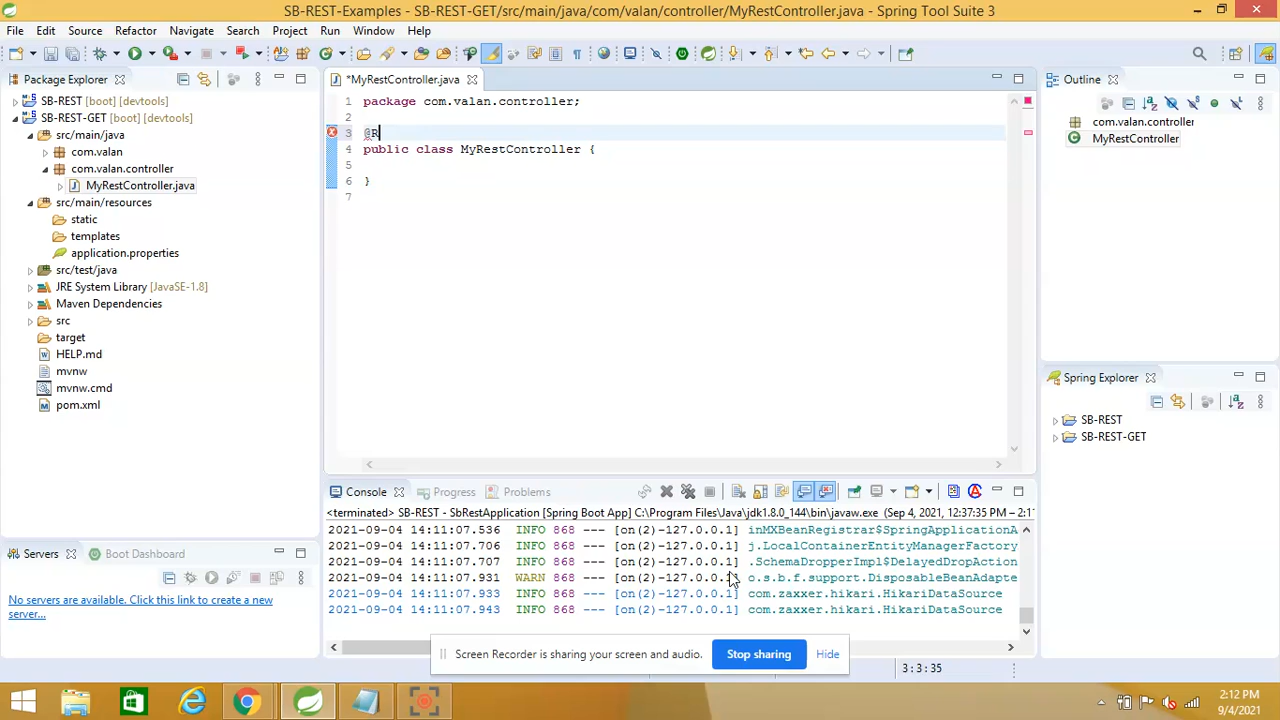 SB-REST-Examples - SB-REST-GET/src/main/java/com/valan/controller/MyRestController.java - Spring Tool Suite 3
File Edit Source Refactor Navigate Search Project Run Window Help
Package Explorer
SB-REST [boot] [devtools]
SB-REST-GET [boot] [devtools]
src/main/java
com.valan
com.valan.controller
MyRestController.java
src/main/resources
static
templates
application.properties
src/test/java
JRE System Library [JavaSE-1.8]
Maven Dependencies
src
target
HELP.md
mvnw
mvnw.cmd
pom.xml
*MyRestController.java
1 package com.valan.controller;
2
3 @R
4 public class MyRestController {
5
6 }
7
Outline
com.valan.controller
MyRestController
Spring Explorer
SB-REST
SB-REST-GET
Servers Boot Dashboard
No servers are available. Click this link to create a new
server...
Console Progress Problems
<terminated> SB-REST - SbRestApplication [Spring Boot App] C:\Program Files\Java\jdk1.8.0_144\bin\javaw.exe (Sep 4, 2021, 12:37:35 PM – 2:1
2021-09-04 14:11:07.536 INFO 868 --- [on(2)-127.0.0.1] inMXBeanRegistrar$SpringApplicationA
2021-09-04 14:11:07.706 INFO 868 --- [on(2)-127.0.0.1] j.LocalContainerEntityManagerFactory
2021-09-04 14:11:07.707 INFO 868 --- [on(2)-127.0.0.1] .SchemaDropperImpl$DelayedDropAction
2021-09-04 14:11:07.931 WARN 868 --- [on(2)-127.0.0.1] o.s.b.f.support.DisposableBeanAdapte
2021-09-04 14:11:07.933 INFO 868 --- [on(2)-127.0.0.1] com.zaxxer.hikari.HikariDataSource
2021-09-04 14:11:07.943 INFO 868 --- [on(2)-127.0.0.1] com.zaxxer.hikari.HikariDataSource
Screen Recorder is sharing your screen and audio. Stop sharing Hide
3 : 3 : 35
2:12 PM
9/4/2021